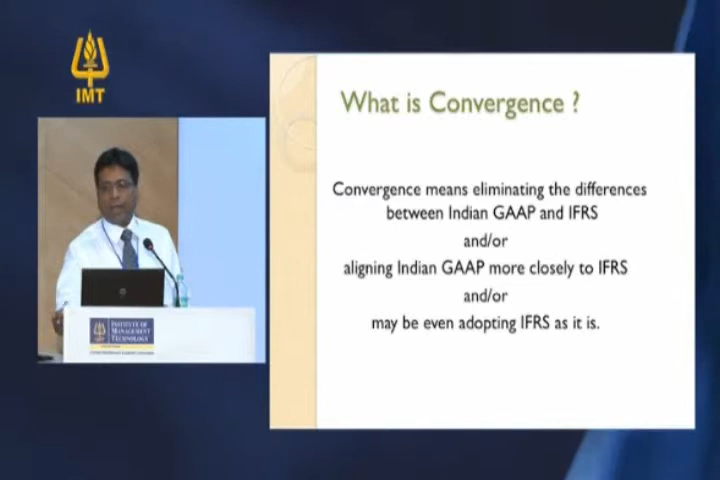 IMT
What is Convergence ?
Convergence means eliminating the differences
between Indian GAAP and IFRS
and/or
aligning Indian GAAP more closely to IFRS
and/or
may be even adopting IFRS as it is.
INSTITUTE OF
MANAGEMENT
TECHNOLOGY